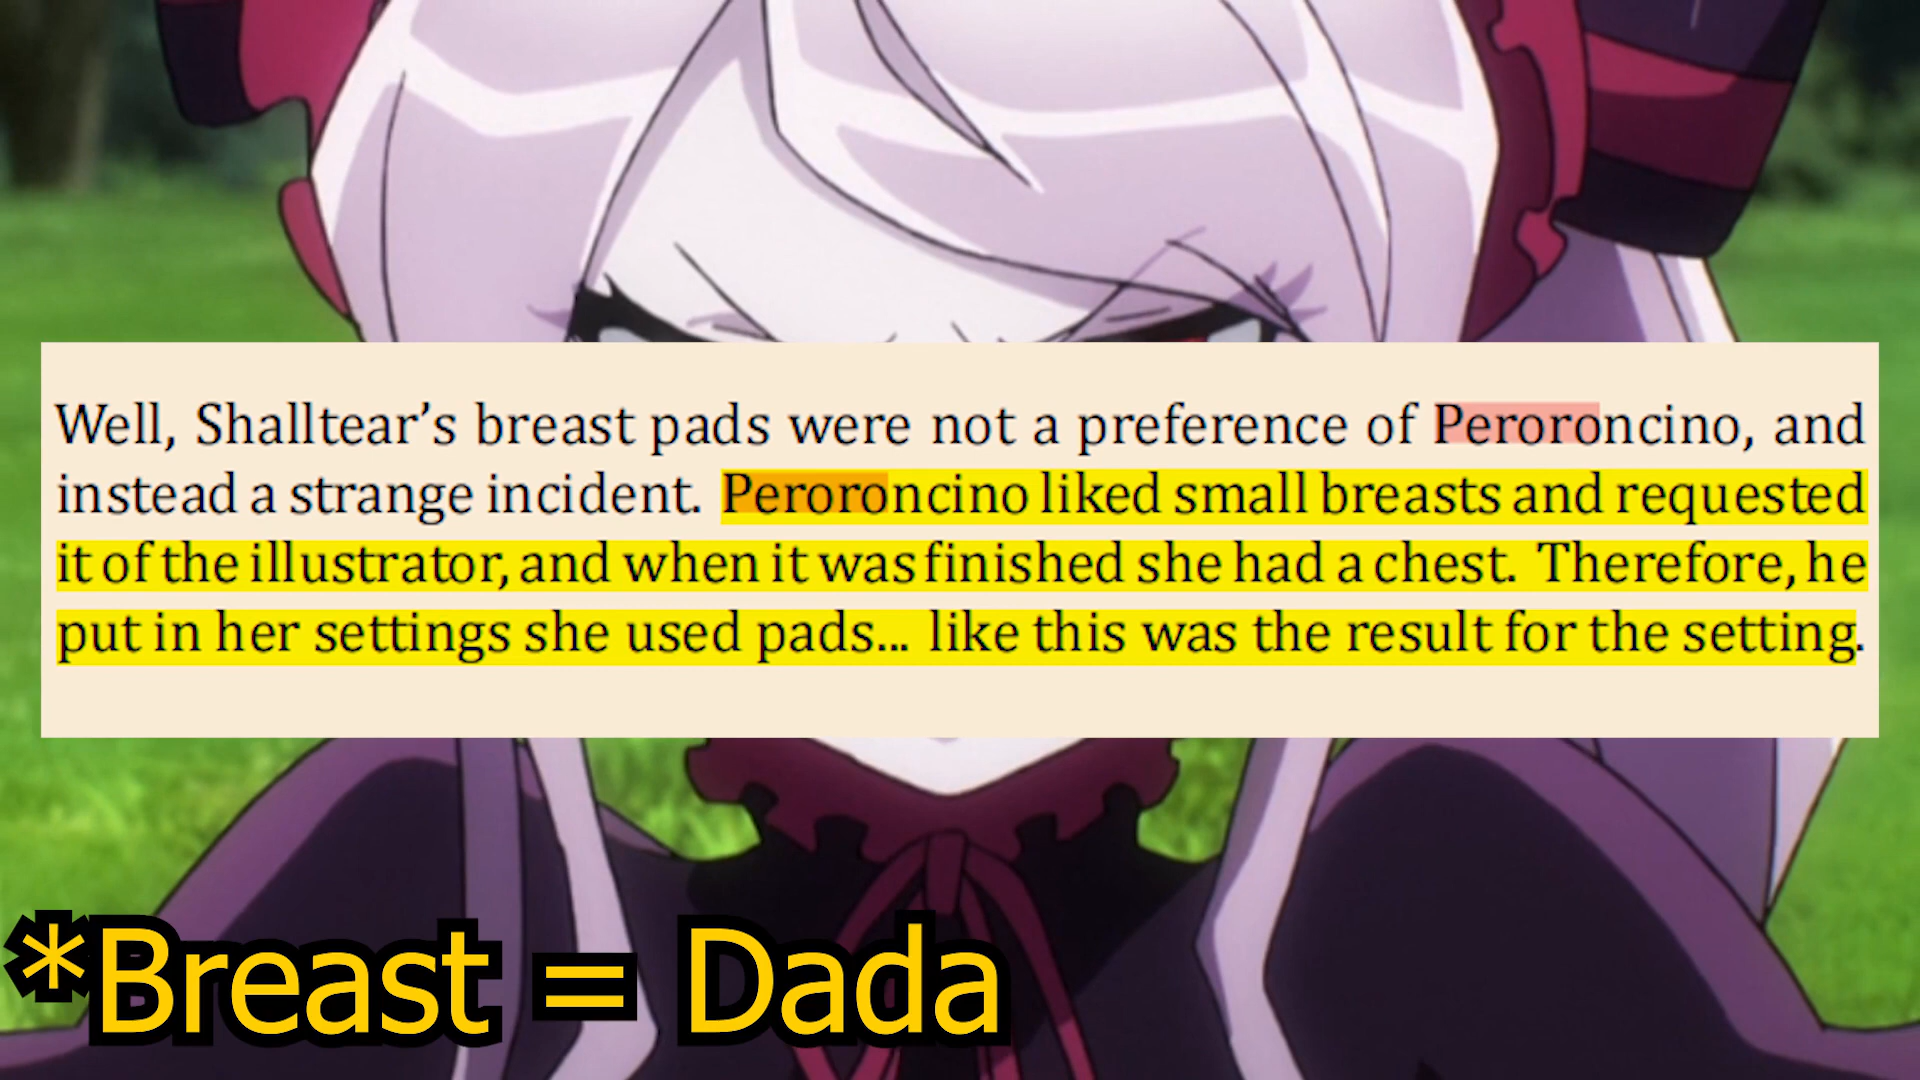 Well, Shalltear’s breast pads were not a preference of Peroroncino, and
instead a strange incident. Peroroncino liked small breasts and requested
it of the illustrator, and when it was finished she had a chest. Therefore, he
put in her settings she used pads... like this was the result for the setting.
*Breast = Dada